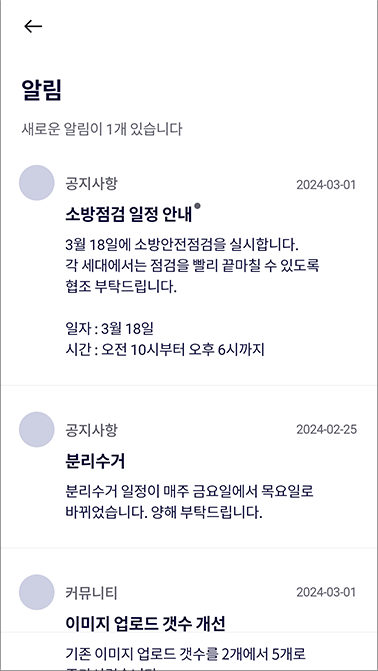 알림
새로운 알림이 1개 있습니다
공지사항
2024-03-01
소방점검 일정 안내
3월 18일에 소방안전점검을 실시합니다.
각 세대에서는 점검을 빨리 끝마칠 수 있도록
협조 부탁드립니다.
일자 : 3월 18일
시간 : 오전 10시부터 오후 6시까지
공지사항
2024-02-25
분리수거
분리수거 일정이 매주 금요일에서 목요일로
바뀌었습니다. 양해 부탁드립니다.
커뮤니티
2024-03-01
이미지 업로드 갯수 개선
기존 이미지 업로드 갯수를 2개에서 5개로